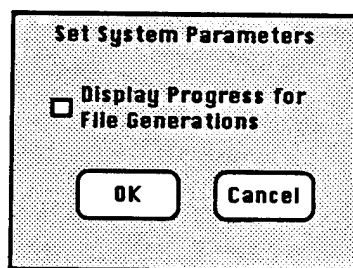 Set System Parameters
Display Progress for
File Generations
OK
Cancel